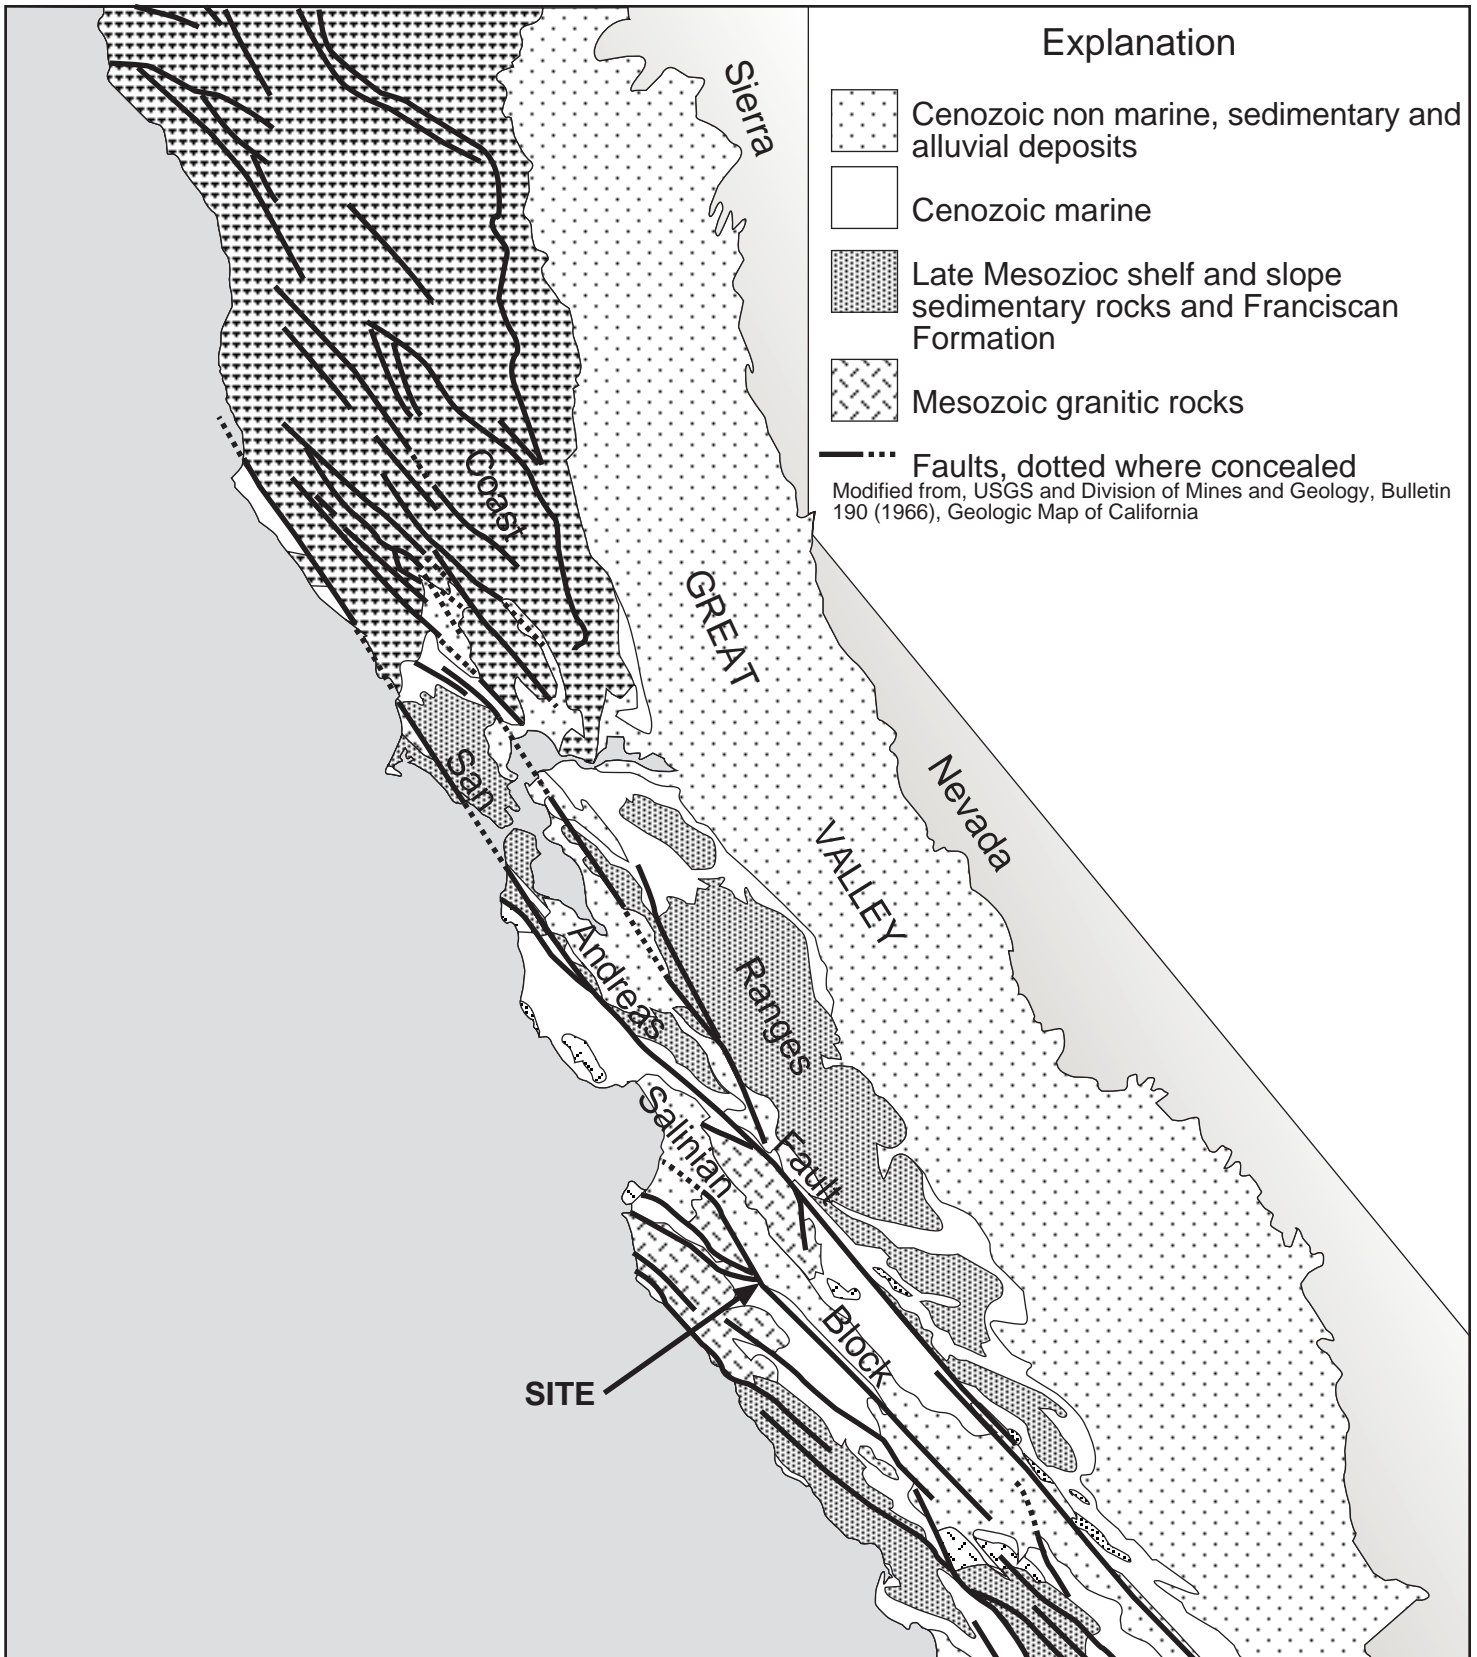 Explanation
Cenozoic non marine, sedimentary and
alluvial deposits
Cenozoic marine
Late Mesozioc shelf and slope
sedimentary rocks and Franciscan
Formation
Mesozoic granitic rocks
Faults, dotted where concealed
Modified from, USGS and Division of Mines and Geology, Bulletin
190 (1966), Geologic Map of California
Sierra
Nevada
GREAT
VALLEY
Coast
Ranges
San
Andreas
Fault
Salinian
Block
SITE